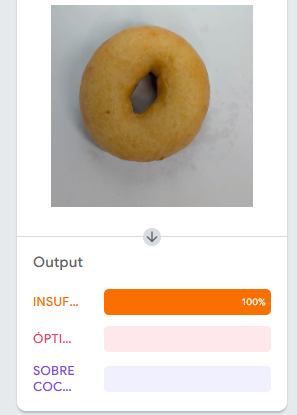 Output
INSUF...
100%
ÓPTI...
SOBRE
COC...